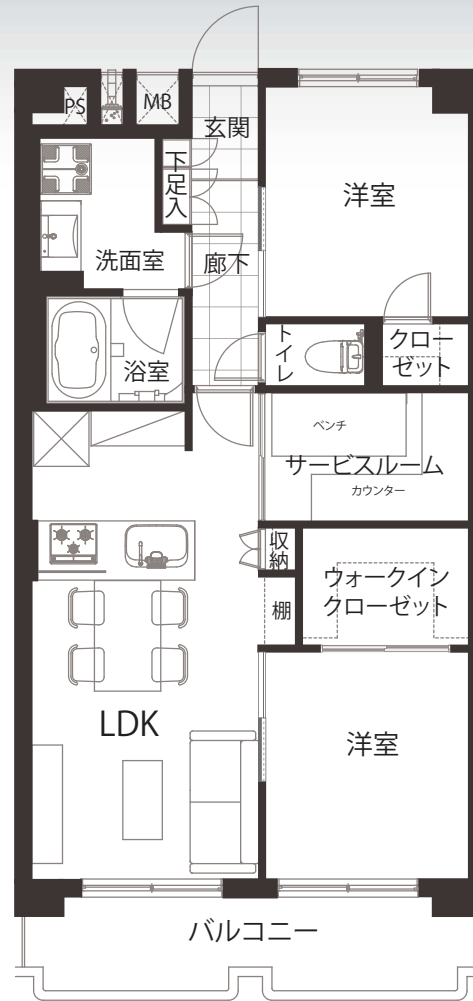 PS
MB
玄関
下足入
洋室
洗面室
廊下
トイレ
クロー
ゼット
浴室
ベンチ
サービスルーム
カウンター
収納
ウォークイン
クローゼット
棚
LDK
洋室
バルコニー